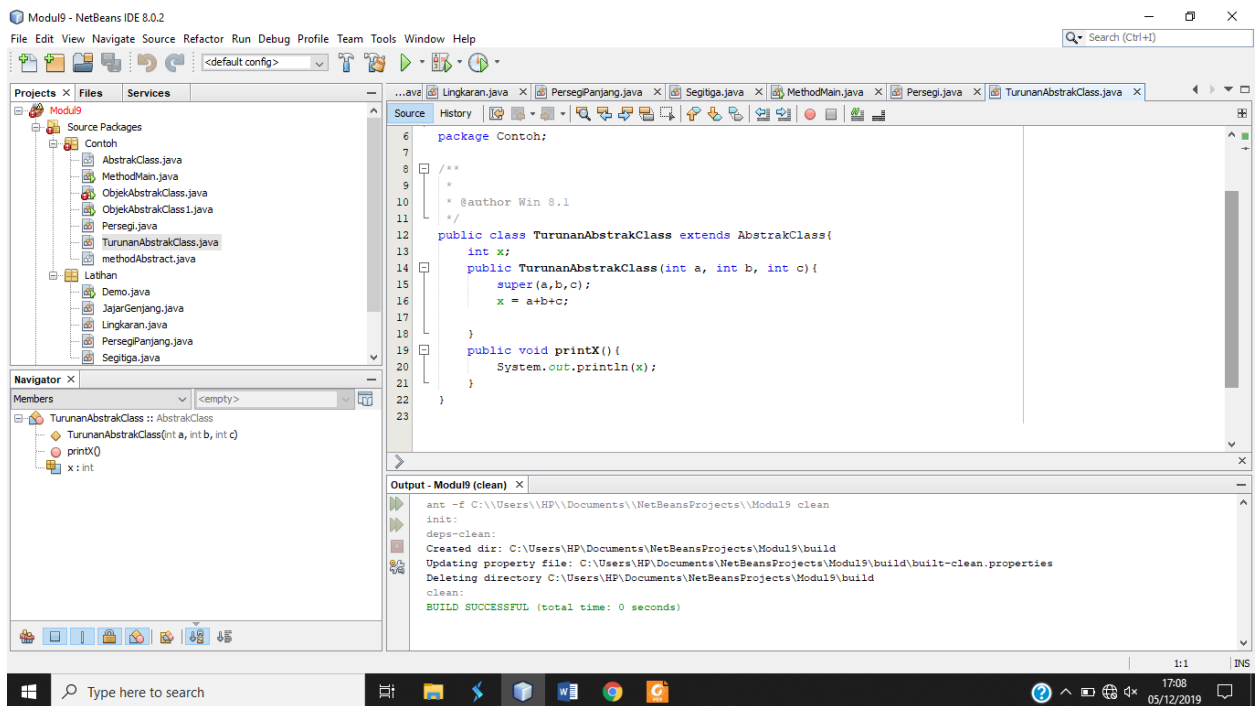 Modul9 - NetBeans IDE 8.0.2
File Edit View Navigate Source Refactor Run Debug Profile Team Tools Window Help
Search (Ctrl+I)
<default config>
Projects Files Services
Modul9
Source Packages
Contoh
AbstrakClass.java
MethodMain.java
ObjekAbstrakClass.java
ObjekAbstrakClass1.java
Persegi.java
TurunanAbstrakClass.java
methodAbstract.java
Latihan
Demo.java
JajarGenjang.java
Lingkaran.java
PersegiPanjang.java
Segitiga.java
Navigator
Members <empty>
TurunanAbstrakClass :: AbstrakClass
TurunanAbstrakClass(int a, int b, int c)
printX()
x : int
...ava Lingkaran.java PersegiPanjang.java Segitiga.java MethodMain.java Persegi.java TurunanAbstrakClass.java
Source History
6 package Contoh;
7
8 /**
9 *
10 * @author Win 8.1
11 */
12 public class TurunanAbstrakClass extends AbstrakClass{
13 int x;
14 public TurunanAbstrakClass(int a, int b, int c){
15 super(a,b,c);
16 x = a+b+c;
17
18 }
19 public void printX(){
20 System.out.println(x);
21 }
22 }
23
Output - Modul9 (clean)
ant -f C:\\Users\\HP\\Documents\\NetBeansProjects\\Modul9 clean
init:
deps-clean:
Created dir: C:\Users\HP\Documents\NetBeansProjects\Modul9\build
Updating property file: C:\Users\HP\Documents\NetBeansProjects\Modul9\build\built-clean.properties
Deleting directory C:\Users\HP\Documents\NetBeansProjects\Modul9\build
clean:
BUILD SUCCESSFUL (total time: 0 seconds)
1:1 INS
Type here to search
17:08
05/12/2019